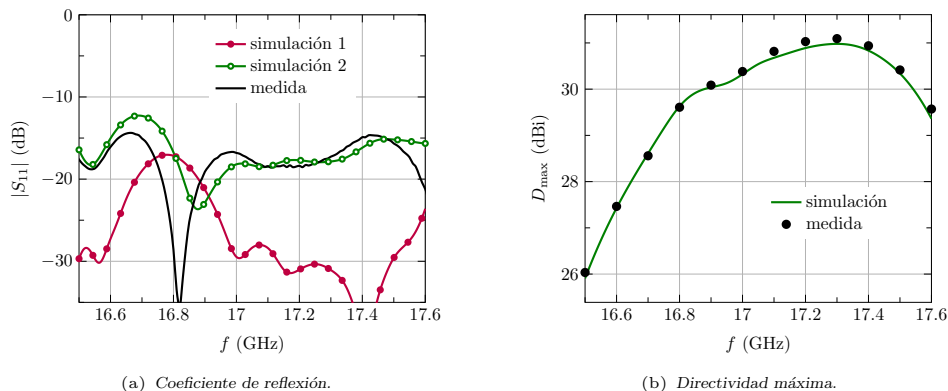 0
−10
−20
−30
|S11| (dB)
simulación 1
simulación 2
medida
16.6 16.8 17 17.2 17.4 17.6
f (GHz)
(a) Coeficiente de reflexión.
30
28
26
Dmax (dBi)
simulación
medida
16.6 16.8 17 17.2 17.4 17.6
f (GHz)
(b) Directividad máxima.